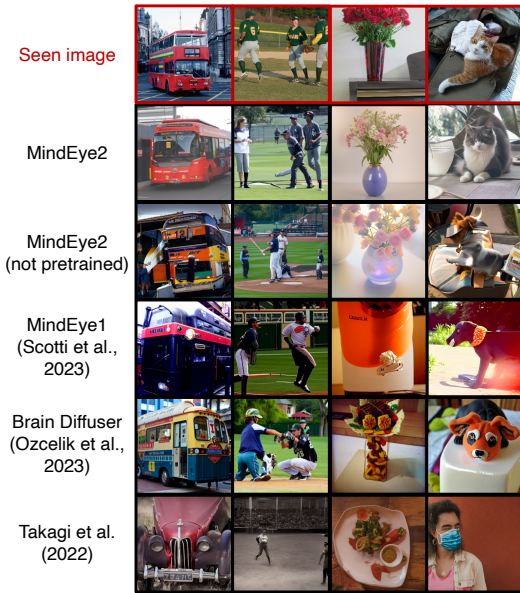 Seen image
MindEye2
MindEye2
(not pretrained)
MindEye1
(Scotti et al.,
2023)
Brain Diffuser
(Ozcelik et al.,
2023)
Takagi et al.
(2022)